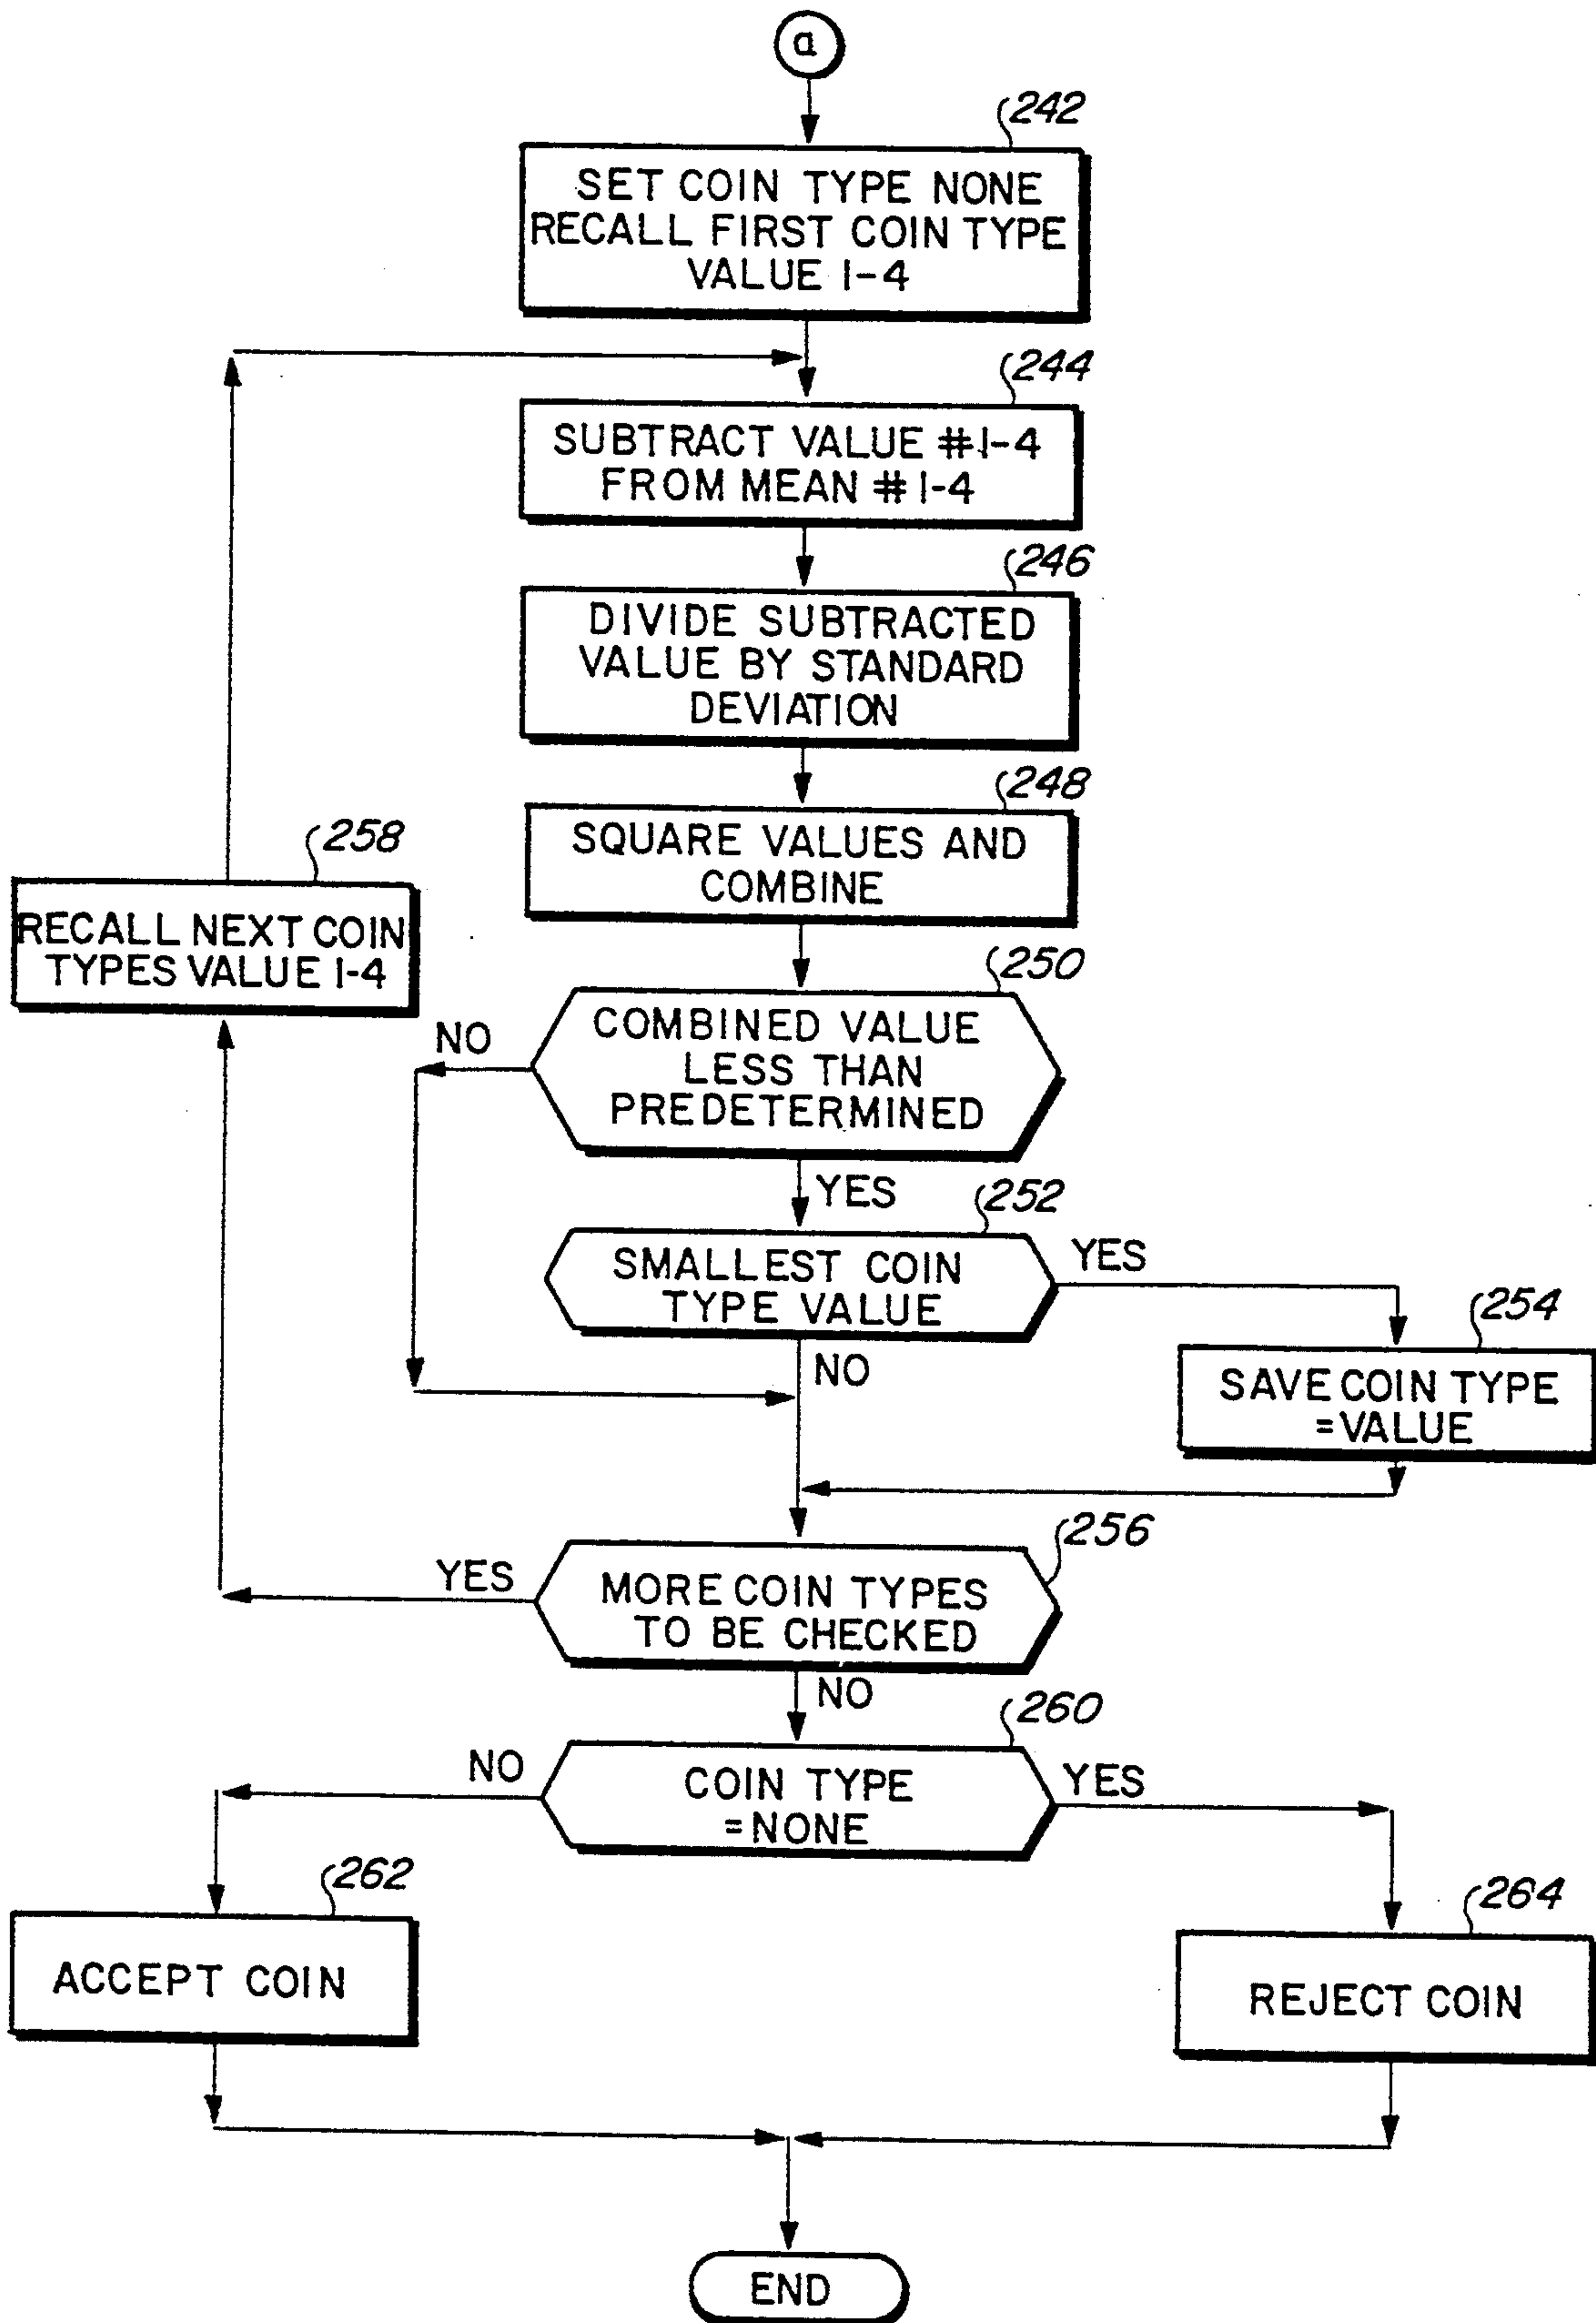 a
242
SET COIN TYPE NONE
RECALL FIRST COIN TYPE
VALUE 1-4
244
SUBTRACT VALUE #1-4
FROM MEAN #1-4
246
DIVIDE SUBTRACTED
VALUE BY STANDARD
DEVIATION
248
SQUARE VALUES AND
COMBINE
258
RECALL NEXT COIN
TYPES VALUE 1-4
250
COMBINED VALUE
LESS THAN
PREDETERMINED
NO
YES
252
SMALLEST COIN
TYPE VALUE
YES
NO
254
SAVE COIN TYPE
=VALUE
256
MORE COIN TYPES
TO BE CHECKED
YES
NO
260
COIN TYPE
=NONE
NO
YES
262
ACCEPT COIN
264
REJECT COIN
END